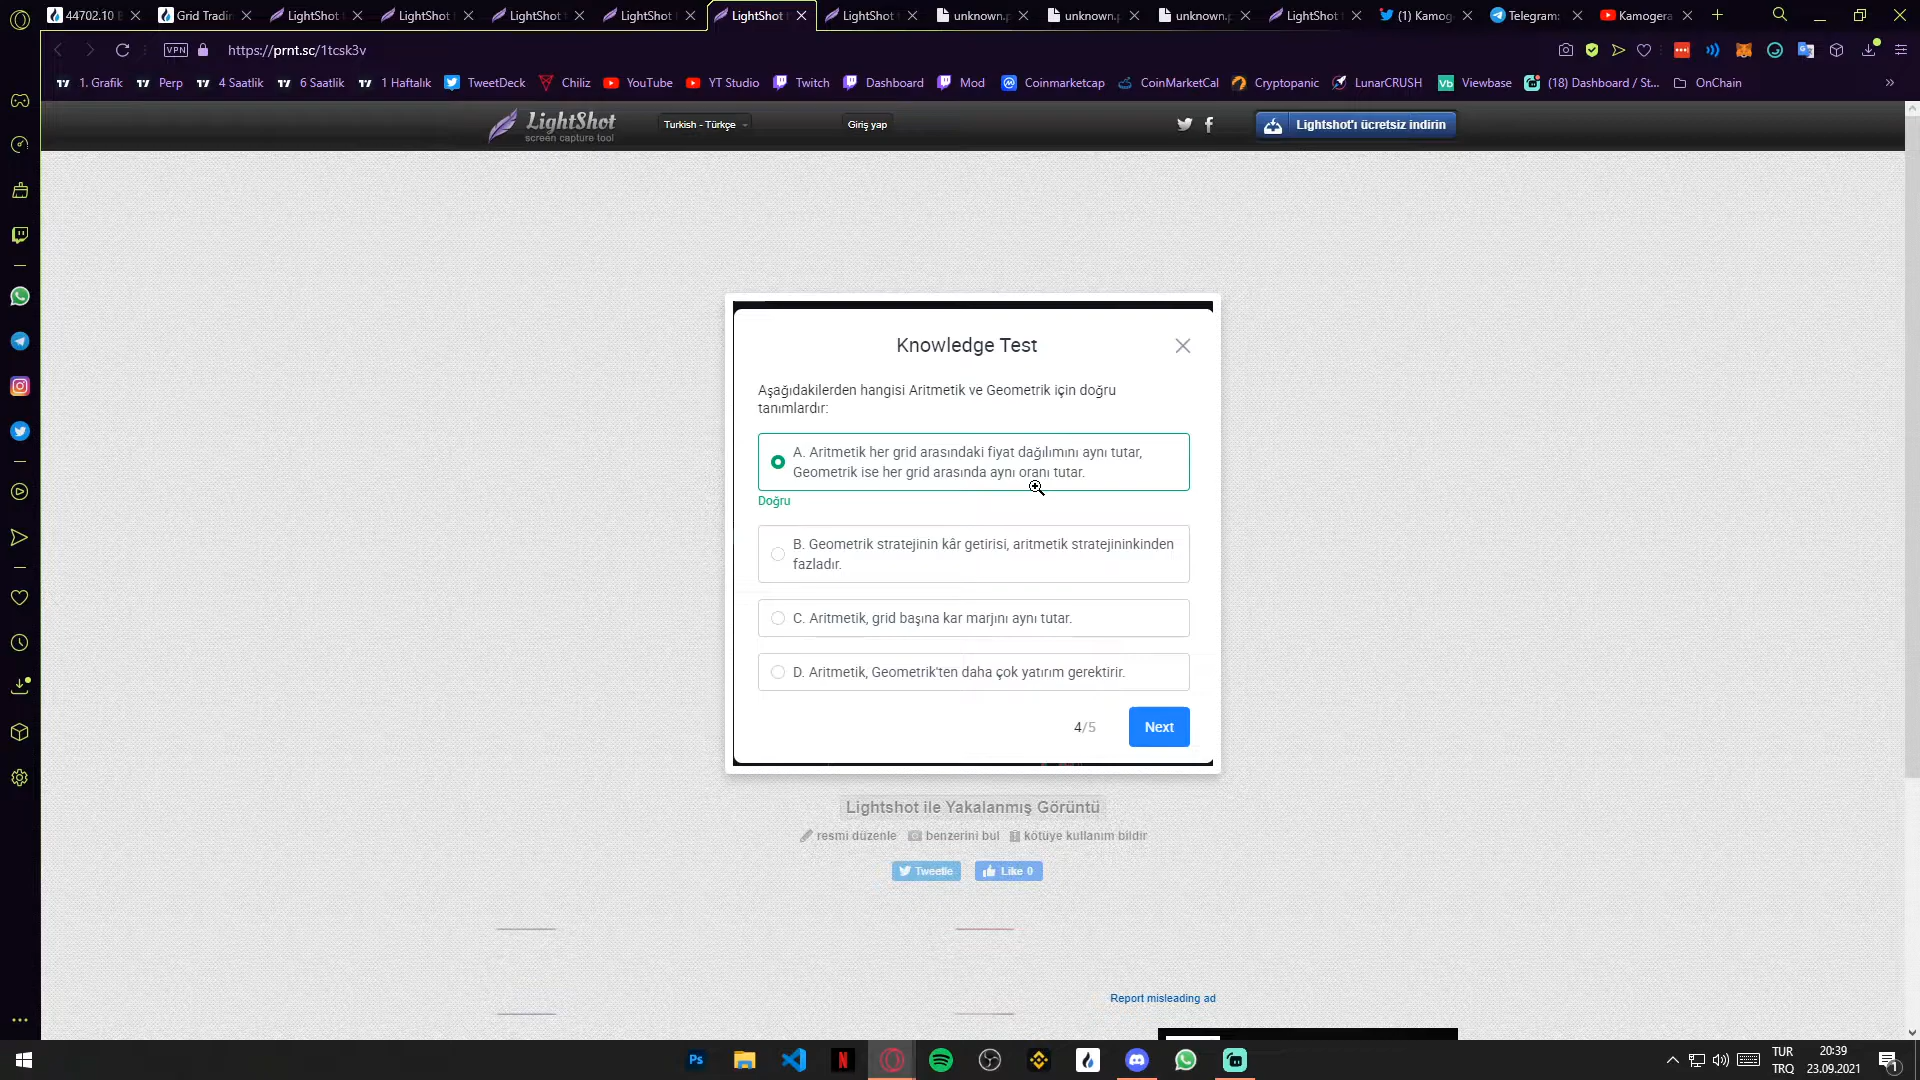 44702.10
Grid Tradi
LightShot
LightShot
LightShot
LightShot
LightShot
LightShot
unknown.
unknown.
unknown.
LightShot
(1) Kamog
Telegram:
Kamogera
VPN
https://prnt.sc/1tcsk3v
1. Grafik
Perp
4 Saatlik
6 Saatlik
1 Haftalık
TweetDeck
Chiliz
YouTube
YT Studio
Twitch
Dashboard
Mod
Coinmarketcap
CoinMarketCal
Cryptopanic
LunarCRUSH
Viewbase
(18) Dashboard / St...
OnChain
LightShot
screen capture tool
Turkish - Türkçe
Giriş yap
Lightshot'ı ücretsiz indirin
Knowledge Test
Aşağıdakilerden hangisi Aritmetik ve Geometrik için doğru
tanımlardır:
A. Aritmetik her grid arasındaki fiyat dağılımını aynı tutar,
Geometrik ise her grid arasında aynı oranı tutar.
Doğru
B. Geometrik stratejinin kâr getirisi, aritmetik stratejininkinden
fazladır.
C. Aritmetik, grid başına kar marjını aynı tutar.
D. Aritmetik, Geometrik'ten daha çok yatırım gerektirir.
4/5
Next
Lightshot ile Yakalanmış Görüntü
resmi düzenle
benzerini bul
kötüye kullanım bildir
Tweetle
Like 0
Report misleading ad
Ps
N
TUR
TRQ
20:39
23.09.2021
1